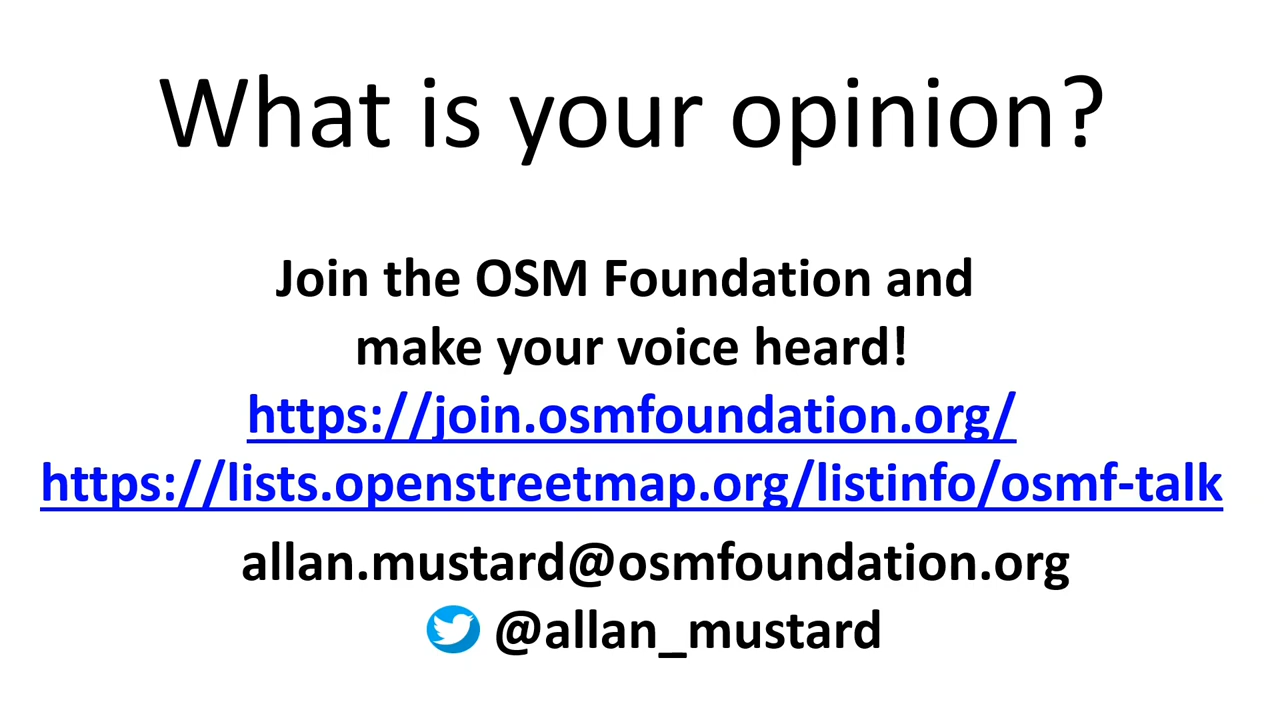 What is your opinion?
Join the OSM Foundation and
make your voice heard!
https://join.osmfoundation.org/
https://lists.openstreetmap.org/listinfo/osmf-talk
allan.mustard@osmfoundation.org
@allan_mustard